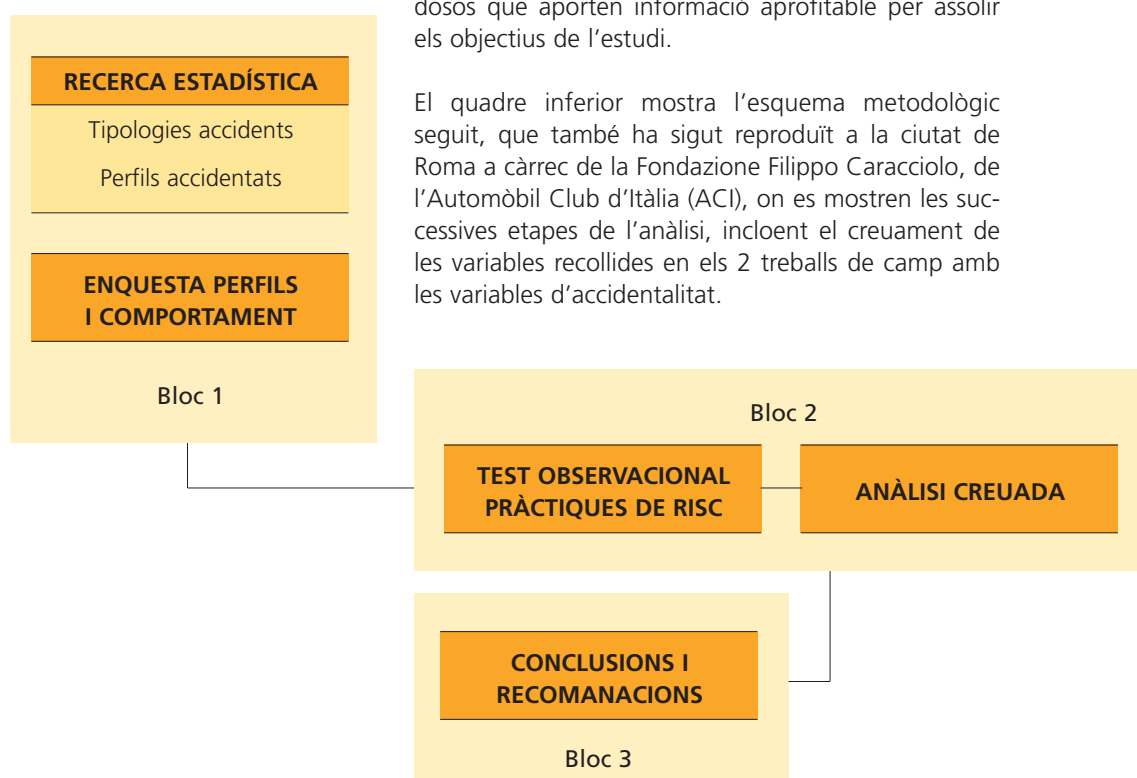 dosos que aporten informació aprofitable per assolir
els objectius de l'estudi.
El quadre inferior mostra l'esquema metodològic
seguit, que també ha sigut reproduït a la ciutat de
Roma a càrrec de la Fondazione Filippo Caracciolo, de
l'Automòbil Club d'Itàlia (ACI), on es mostren les suc-
cessives etapes de l'anàlisi, incloent el creuament de
les variables recollides en els 2 treballs de camp amb
les variables d'accidentalitat.
RECERCA ESTADÍSTICA
Tipologies accidents
Perfils accidentats
ENQUESTA PERFILS
I COMPORTAMENT
Bloc 1
Bloc 2
TEST OBSERVACIONAL
PRÀCTIQUES DE RISC
ANÀLISI CREUADA
CONCLUSIONS I
RECOMANACIONS
Bloc 3